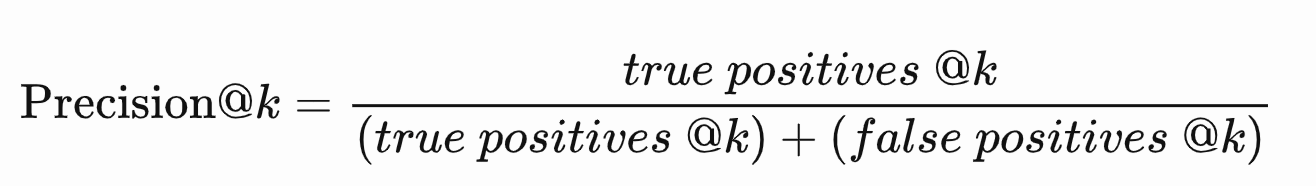 Precision@k = true positives @k / (true positives @k) + (false positives @k)